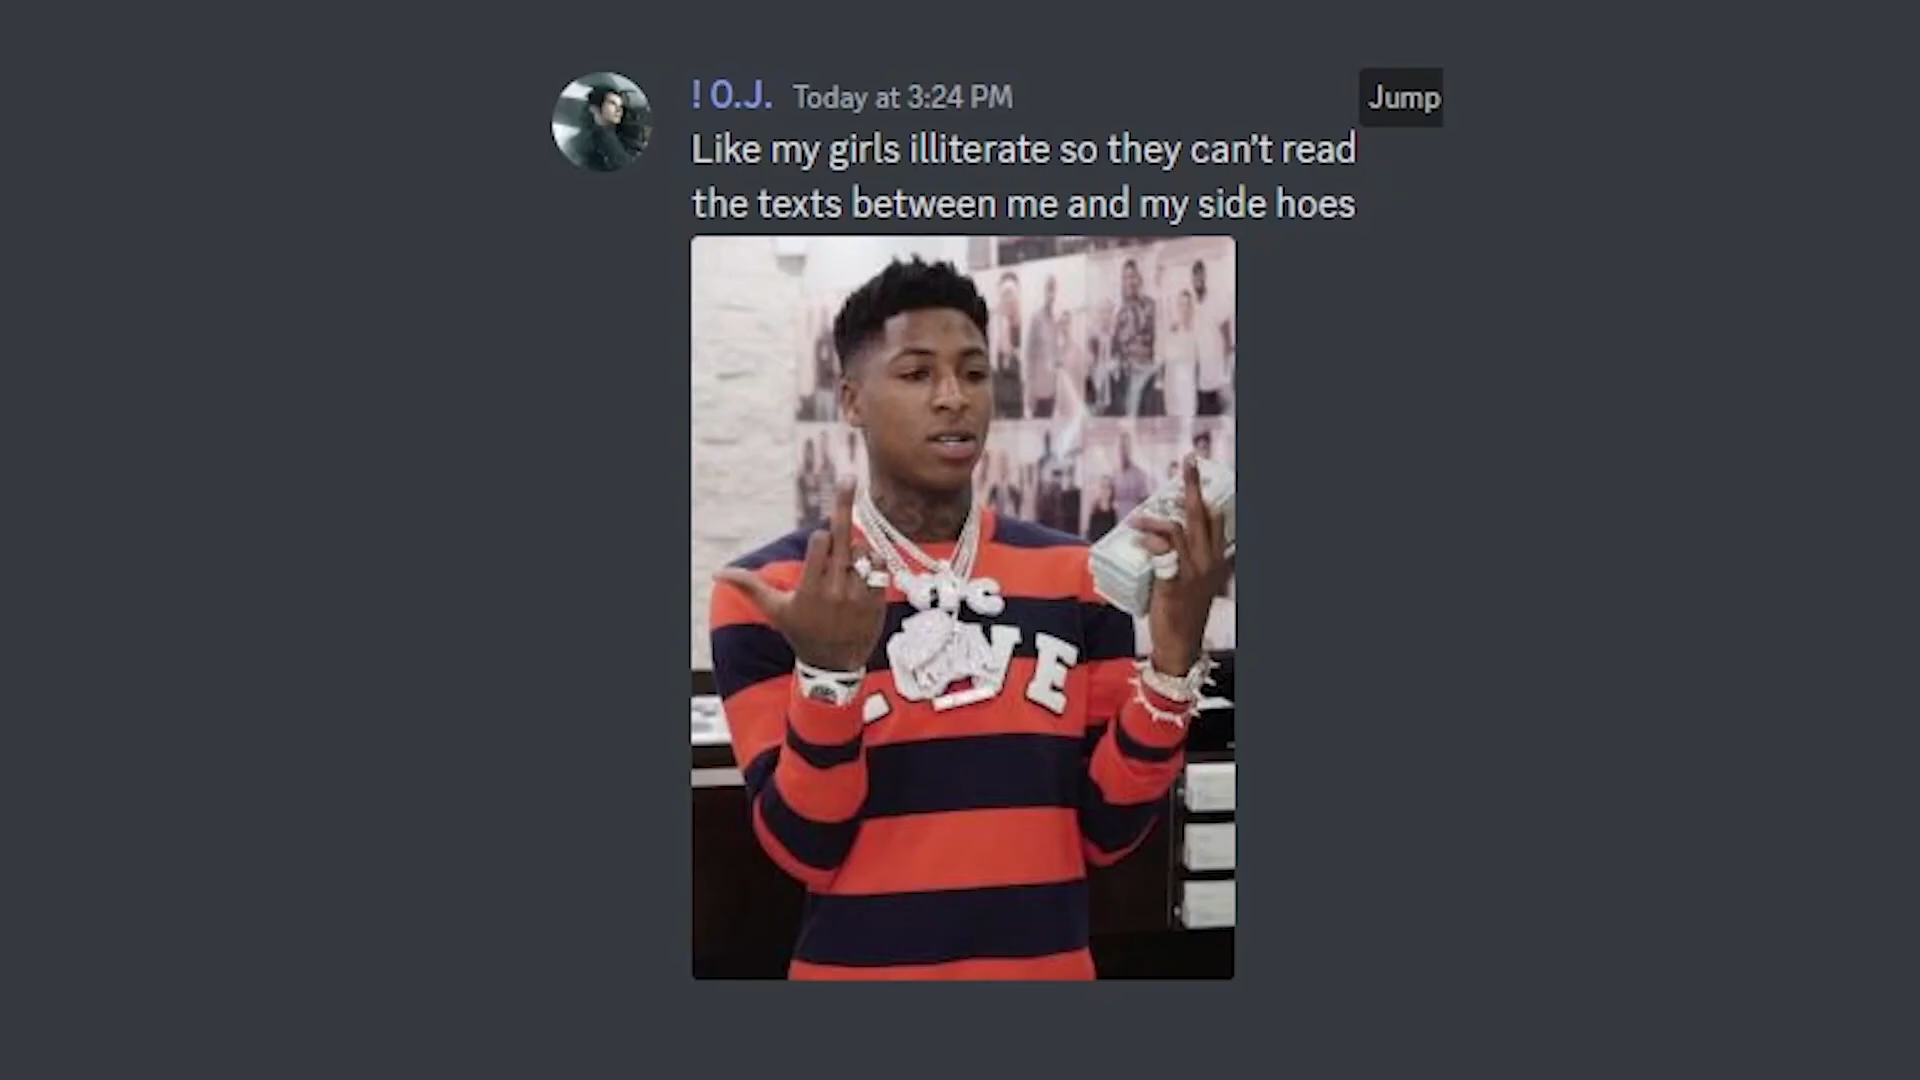 ! O.J. Today at 3:24 PM
Jump
Like my girls illiterate so they can’t read
the texts between me and my side hoes